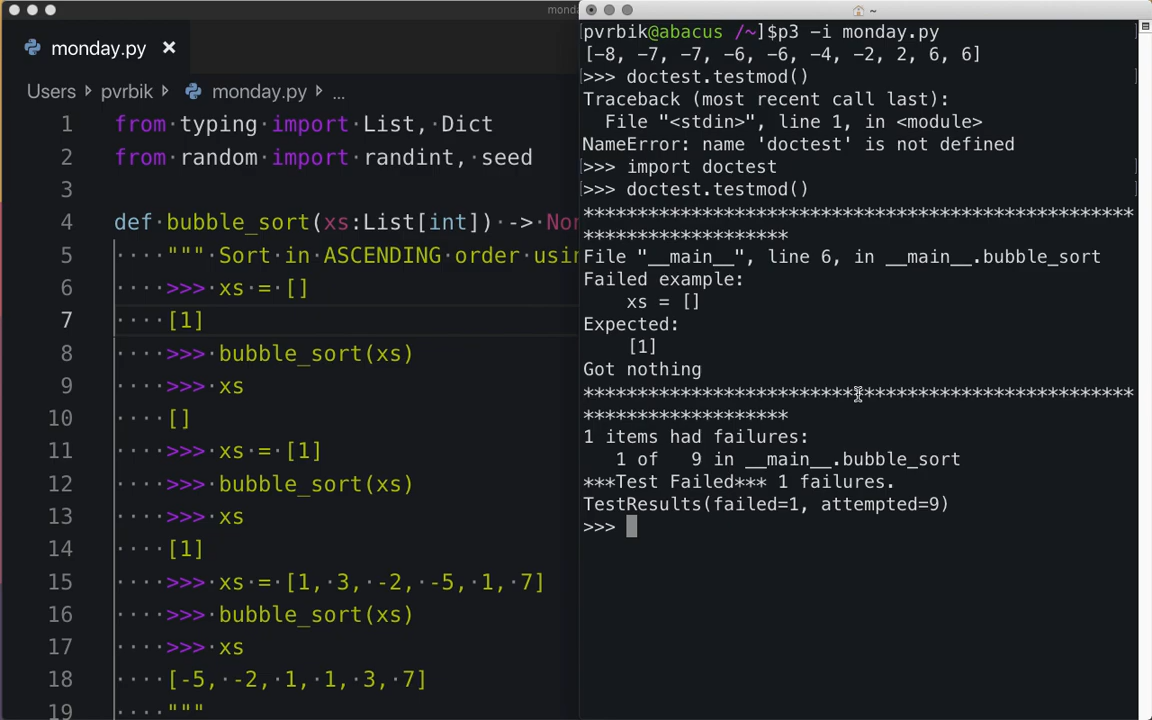 monday.py ×
Users pvrbik monday.py ...
1 from typing import List, Dict
2 from random import randint, seed
3
4 def bubble_sort(xs:List[int]) -> No
5 """ Sort in ASCENDING order usin
6 >>> xs = []
7 [1]
8 >>> bubble_sort(xs)
9 >>> xs
10 []
11 >>> xs = [1]
12 >>> bubble_sort(xs)
13 >>> xs
14 [1]
15 >>> xs = [1, 3, -2, -5, 1, 7]
16 >>> bubble_sort(xs)
17 >>> xs
18 [-5, -2, 1, 1, 3, 7]
19 """
mond
~
[pvrbik@abacus /~]$p3 -i monday.py
[-8, -7, -7, -6, -6, -4, -2, 2, 6, 6]
>>> doctest.testmod()
Traceback (most recent call last):
File "<stdin>", line 1, in <module>
NameError: name 'doctest' is not defined
>>> import doctest
>>> doctest.testmod()
***************************************************
*******************
File "__main__", line 6, in __main__.bubble_sort
Failed example:
xs = []
Expected:
[1]
Got nothing
***************************************************
*******************
1 items had failures:
1 of 9 in __main__.bubble_sort
***Test Failed*** 1 failures.
TestResults(failed=1, attempted=9)
>>>